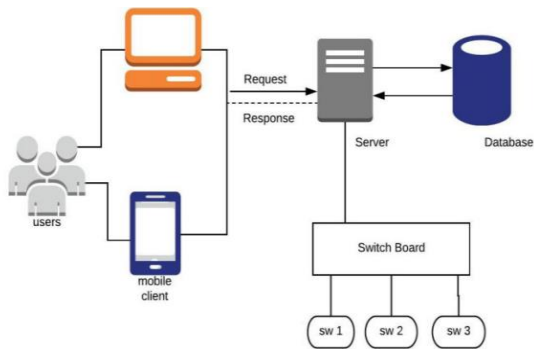 Request
Response
Server
Database
users
mobile
client
Switch Board
sw 1
sw 2
sw 3